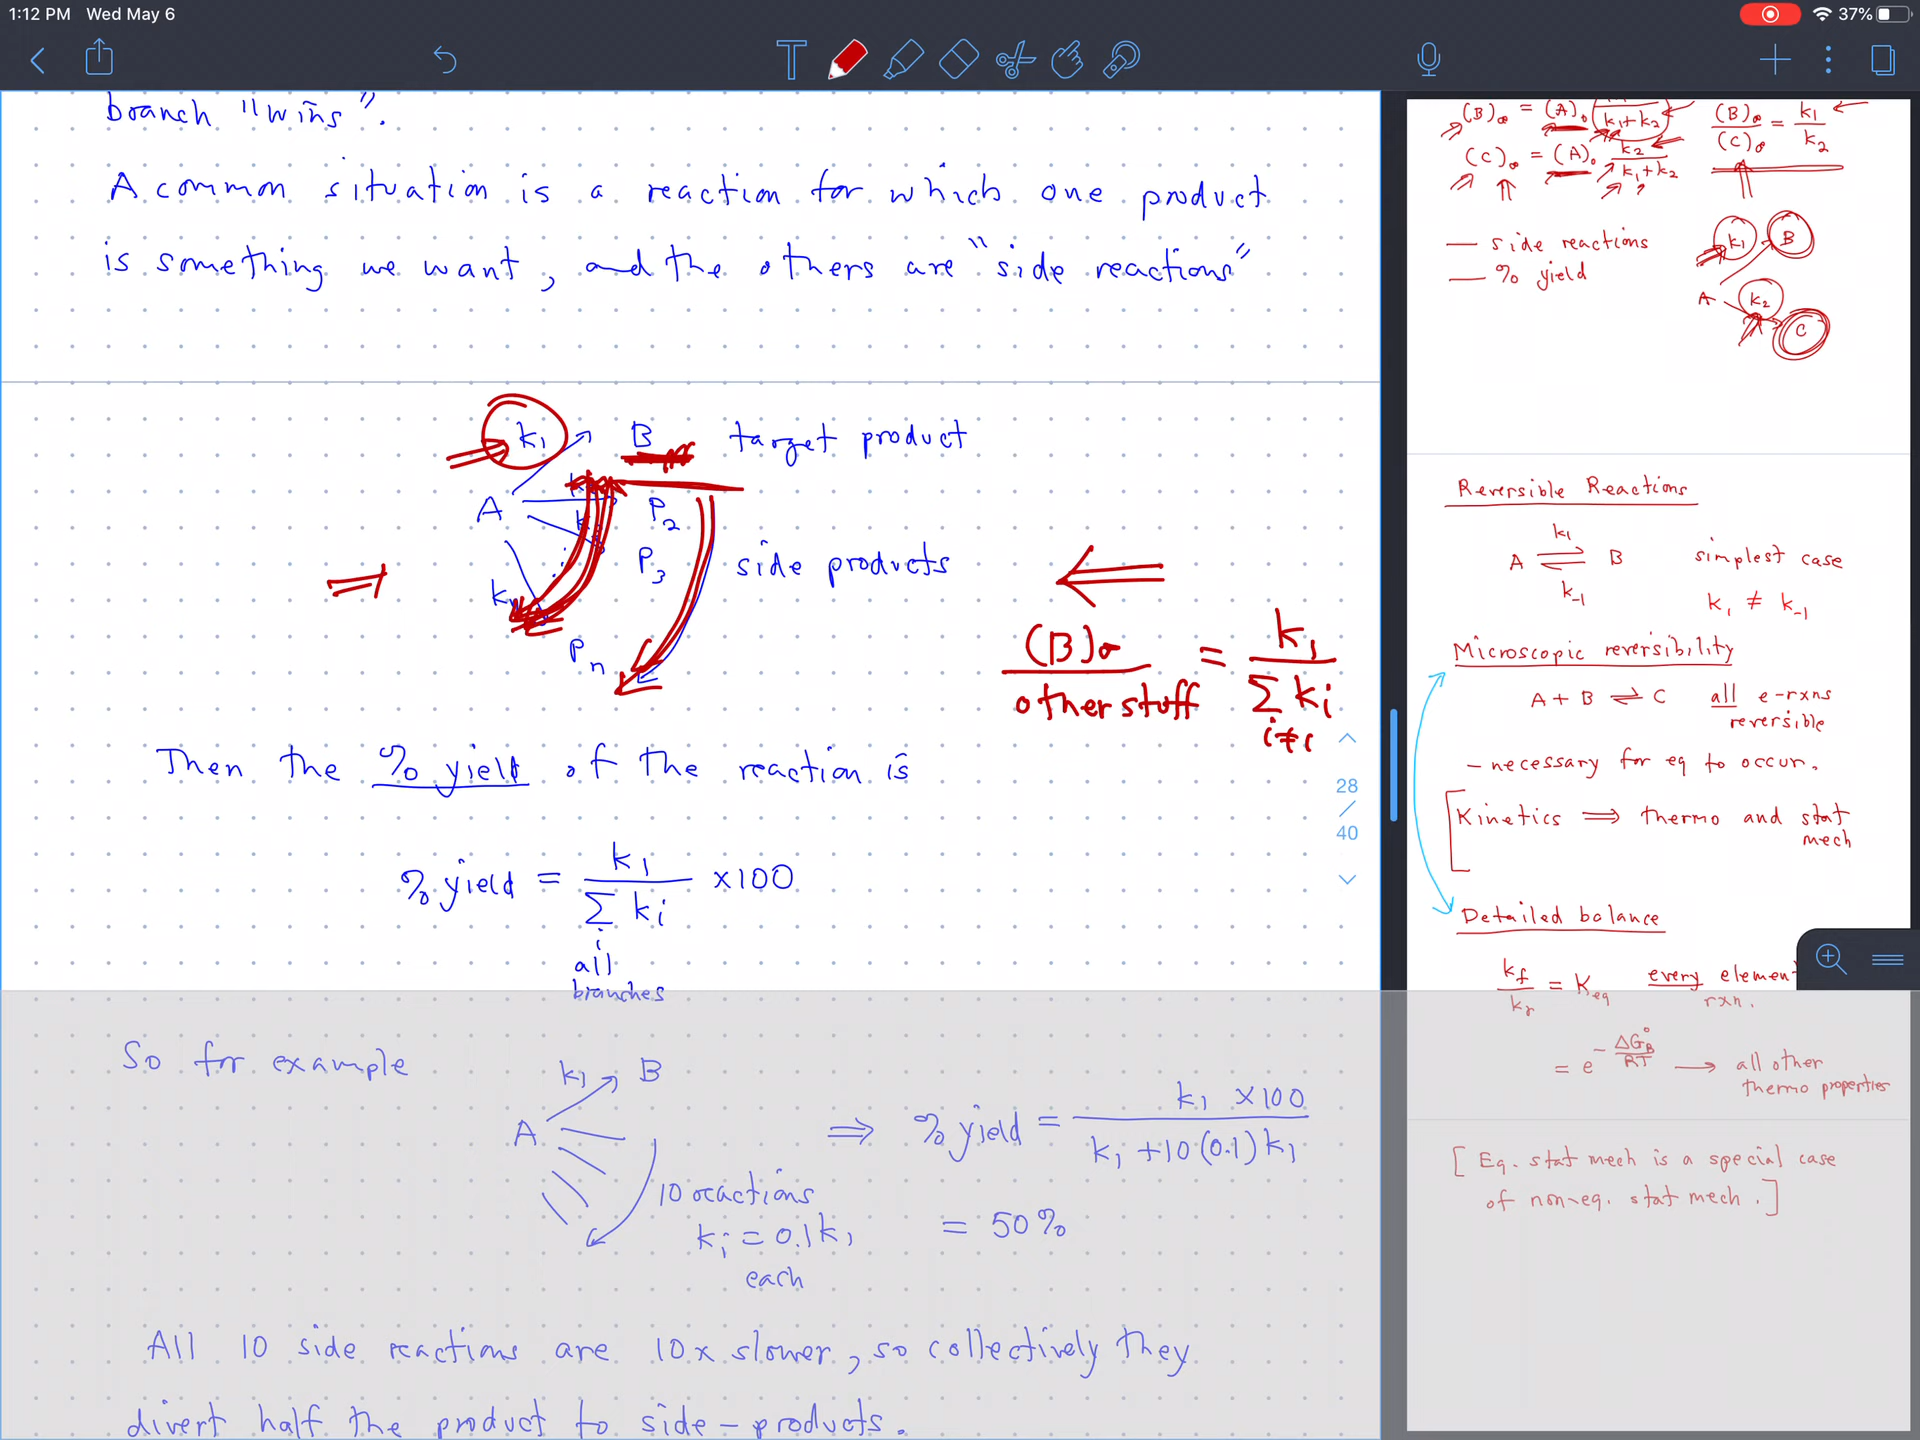 1:12 PM Wed May 6
37%
branch "wins".
A common situation is a reaction for which one product
is something we want, and the others are "side reactions"
k₁ B target product
A P₂
P₃ side products
Pₙ
(B)∞ / other stuff = k₁ / Σ kᵢ
i≠1
Then the % yield of the reaction is
28
/
40
% yield = k₁ / Σ kᵢ ×100
i
all
branches
So for example
k₁ B
A ⇒ % yield = k₁ ×100 / k₁ + 10(0.1)k₁
10 reactions
kᵢ = 0.1k₁ = 50%
each
All 10 side reactions are 10x slower, so collectively they
divert half the product to side-products.
(B)∞ = (A)₀ / k₁+k₂ (B)∞ / (C)∞ = k₁ / k₂
(C)∞ = (A)₀ k₂ / k₁+k₂
— side reactions k₁ B
— % yield
A k₂
C
Reversible Reactions
k₁
A ⇌ B simplest case
k₋₁ k₁ ≠ k₋₁
Microscopic reversibility
A + B ⇌ C all e-rxns
reversible
- necessary for eq to occur.
Kinetics ⇒ thermo and stat
mech
Detailed balance
kf / kr = Keq every elemen
rxn.
= e^(-ΔG°R/RT) → all other
thermo properties
[ Eq. stat mech is a special case
of non-eq. stat mech. ]